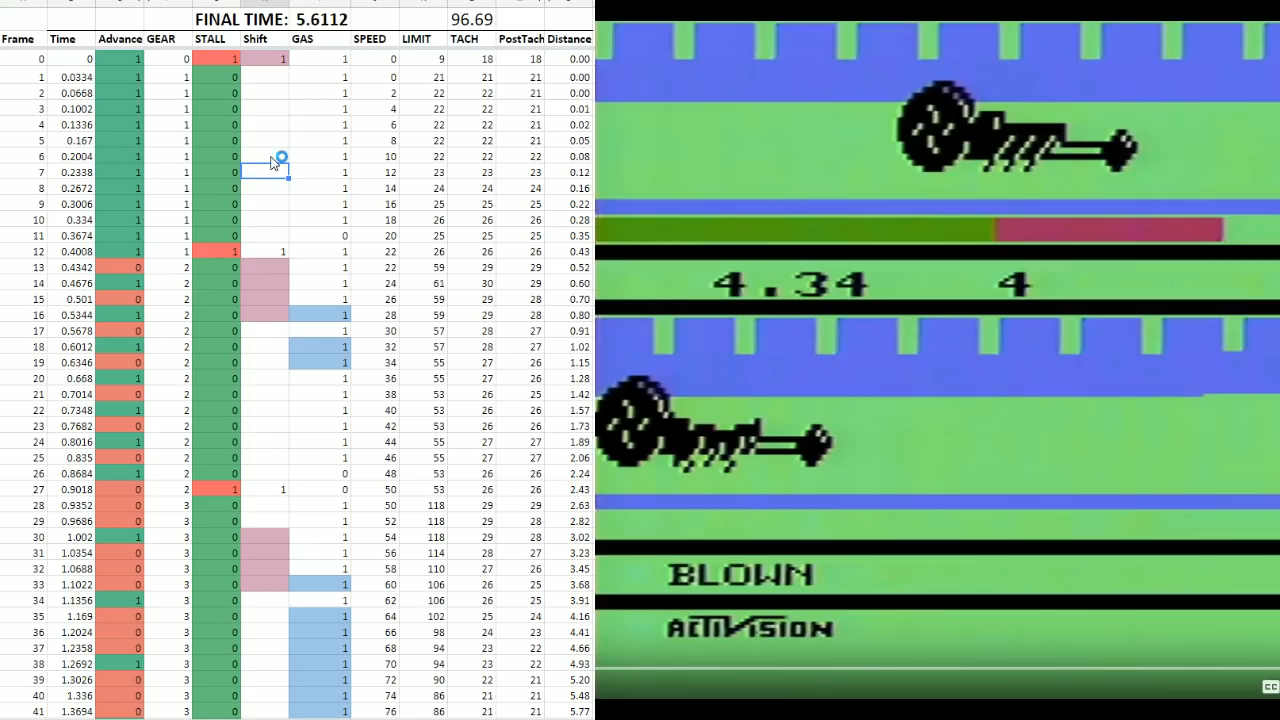 FINAL TIME: 5.6112 96.69
Frame Time Advance GEAR STALL Shift GAS SPEED LIMIT TACH PostTach Distance
0 0 1 0 1 1 1 0 9 18 18 0.00
1 0.0334 1 1 0 1 0 21 21 21 0.00
2 0.0668 1 1 0 1 2 22 22 21 0.00
3 0.1002 1 1 0 1 4 22 22 21 0.01
4 0.1336 1 1 0 1 6 22 22 21 0.02
5 0.167 1 1 0 1 8 22 22 21 0.05
6 0.2004 1 1 0 1 10 22 22 22 0.08
7 0.2338 1 1 0 1 12 23 23 23 0.12
8 0.2672 1 1 0 1 14 24 24 24 0.16
9 0.3006 1 1 0 1 16 25 25 25 0.22
10 0.334 1 1 0 1 18 26 26 26 0.28
11 0.3674 1 1 0 0 20 25 25 25 0.35
12 0.4008 1 1 1 1 1 22 26 26 26 0.43
13 0.4342 0 2 0 1 22 59 29 29 0.52
14 0.4676 1 2 0 1 24 61 30 29 0.60
15 0.501 0 2 0 1 26 59 29 28 0.70
16 0.5344 1 2 0 1 28 59 29 28 0.80
17 0.5678 0 2 0 1 30 57 28 27 0.91
18 0.6012 1 2 0 1 32 57 28 27 1.02
19 0.6346 0 2 0 1 34 55 27 26 1.15
20 0.668 1 2 0 1 36 55 27 26 1.28
21 0.7014 0 2 0 1 38 53 26 25 1.42
22 0.7348 1 2 0 1 40 53 26 26 1.57
23 0.7682 0 2 0 1 42 53 26 26 1.73
24 0.8016 1 2 0 1 44 55 27 27 1.89
25 0.835 0 2 0 1 46 55 27 27 2.06
26 0.8684 1 2 0 0 48 53 26 26 2.24
27 0.9018 0 2 1 1 0 50 53 26 26 2.43
28 0.9352 0 3 0 1 50 118 29 29 2.63
29 0.9686 0 3 0 1 52 118 29 28 2.82
30 1.002 1 3 0 1 54 118 29 28 3.02
31 1.0354 0 3 0 1 56 114 28 27 3.23
32 1.0688 0 3 0 1 58 110 27 26 3.45
33 1.1022 0 3 0 1 60 106 26 25 3.68
34 1.1356 1 3 0 1 62 106 26 25 3.91
35 1.169 0 3 0 1 64 102 25 24 4.16
36 1.2024 0 3 0 1 66 98 24 23 4.41
37 1.2358 0 3 0 1 68 94 23 22 4.66
38 1.2692 1 3 0 1 70 94 23 22 4.93
39 1.3026 0 3 0 1 72 90 22 21 5.20
40 1.336 0 3 0 1 74 86 21 21 5.48
41 1.3694 0 3 0 1 76 86 21 21 5.77
4.34 4
BLOWN
ACTIVISION
CC